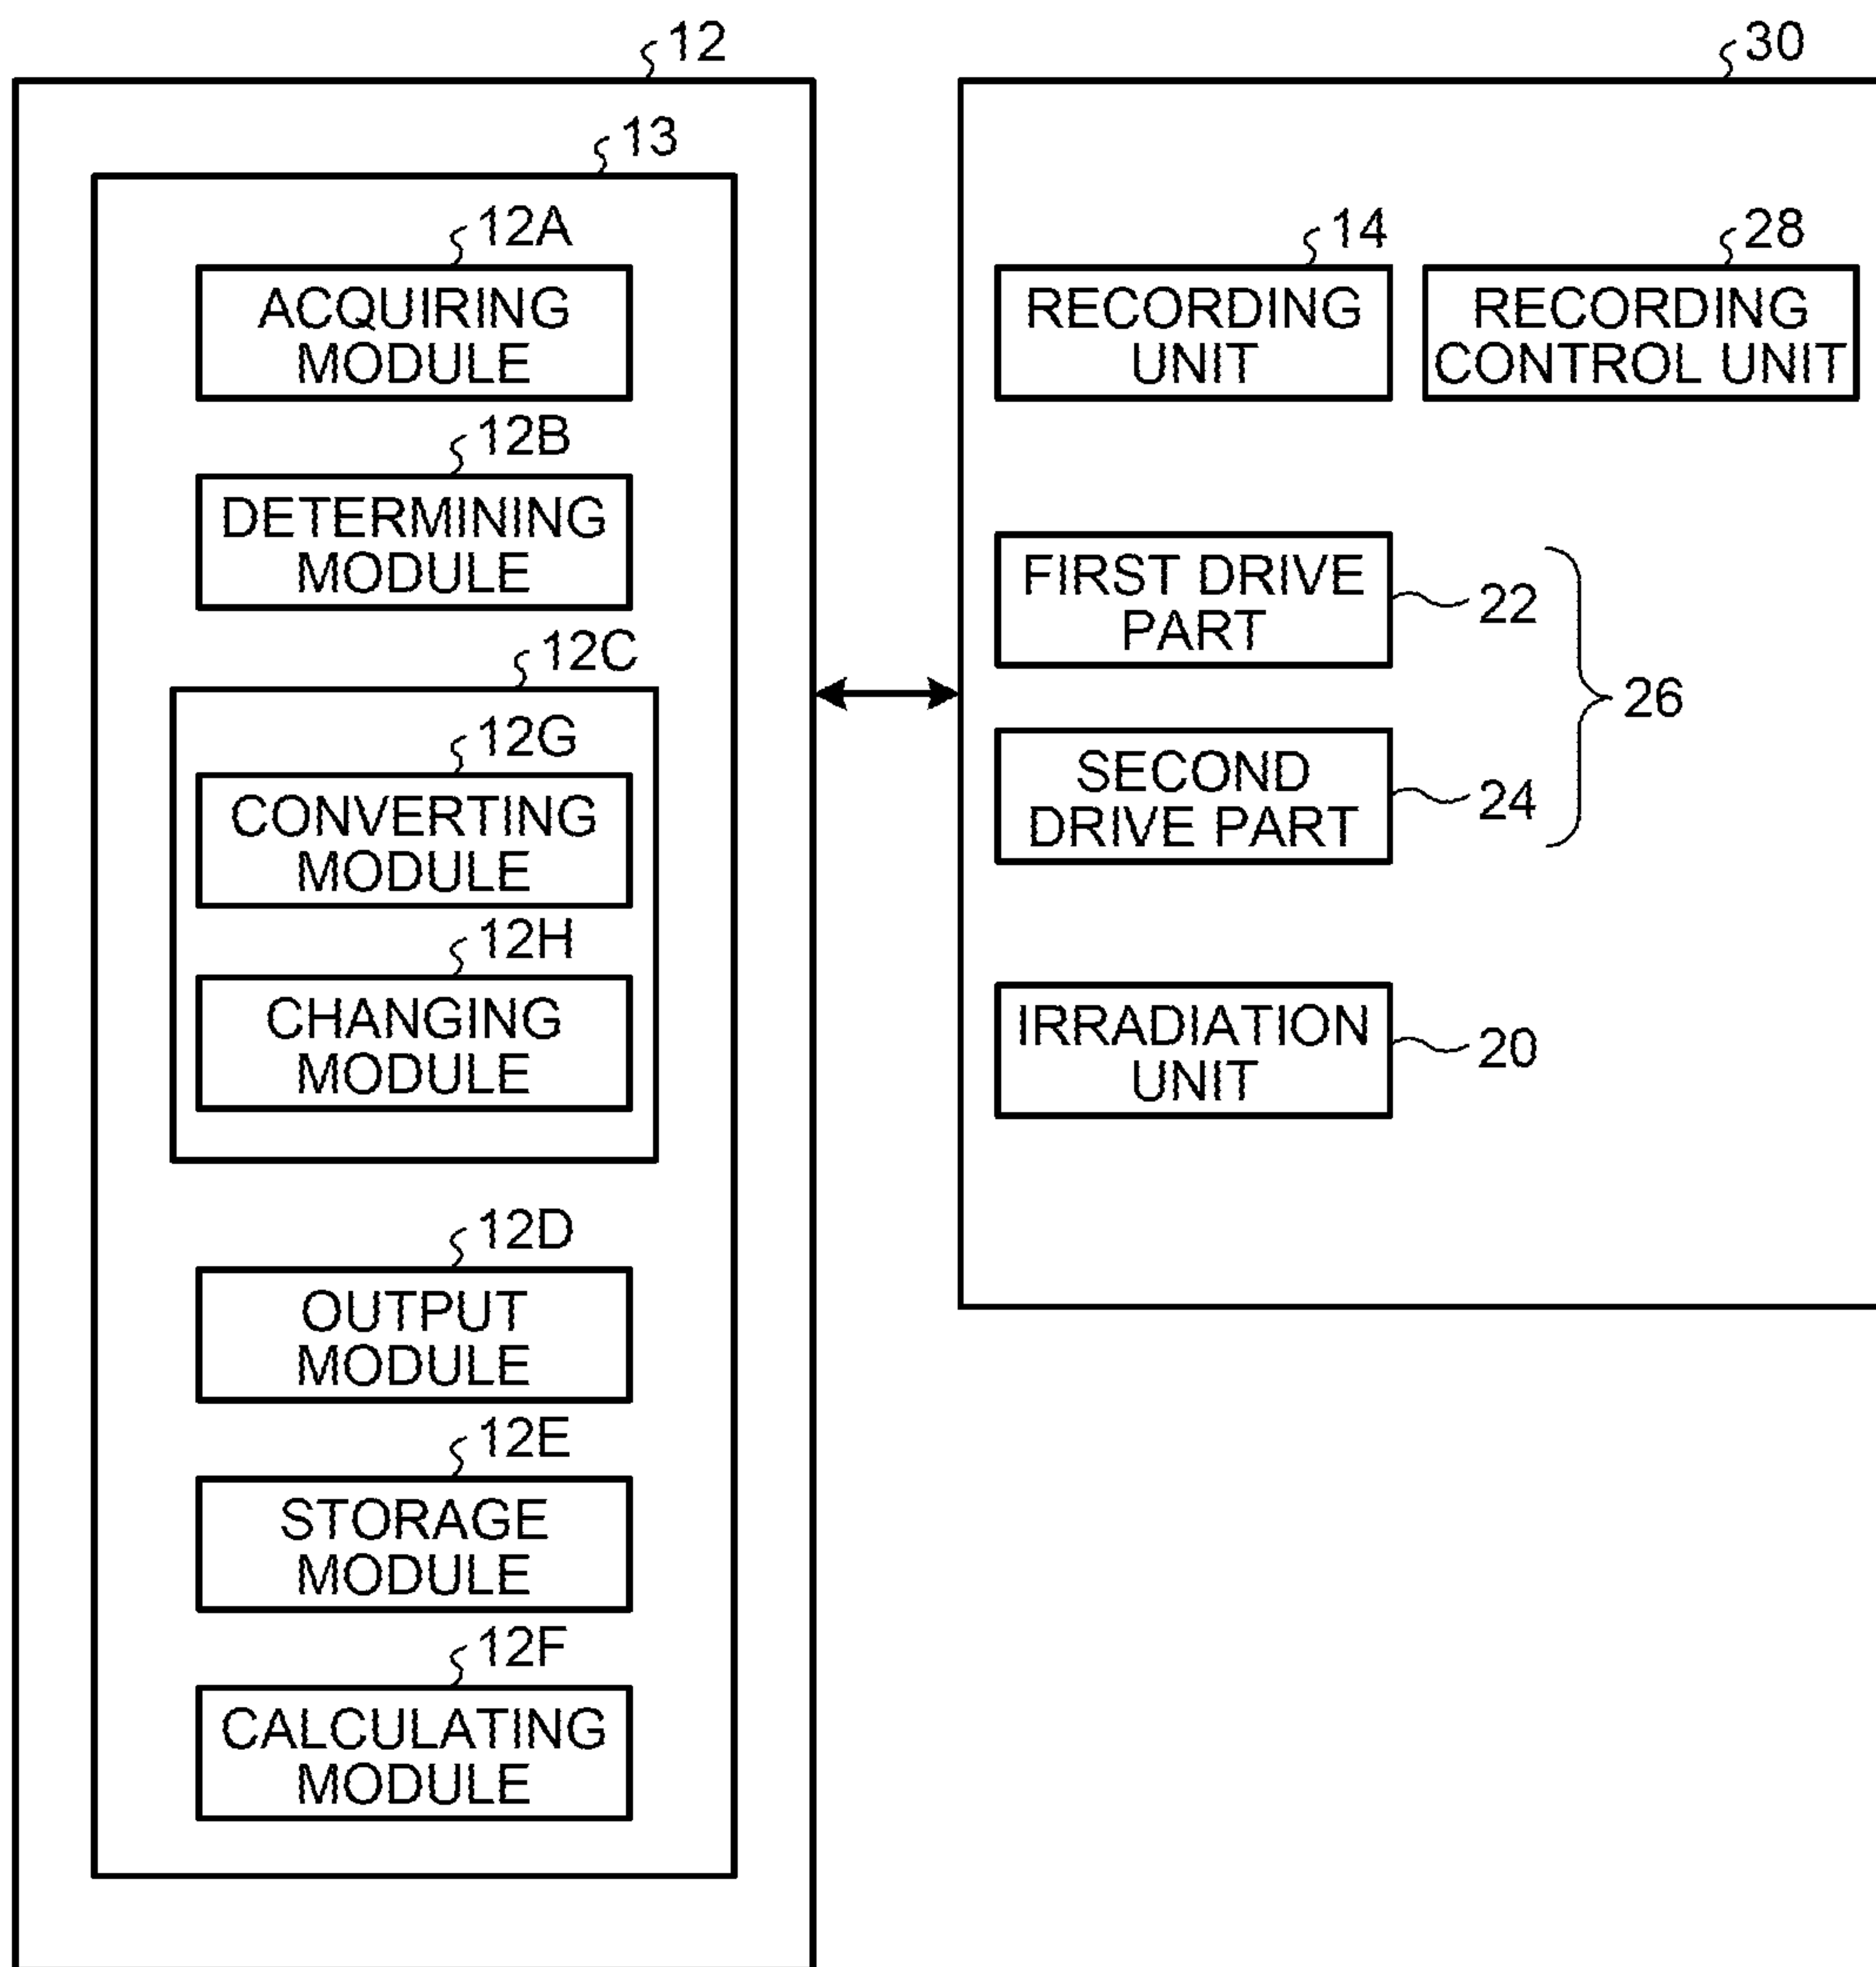 12
13
12A
ACQUIRING
MODULE
12B
DETERMINING
MODULE
12C
12G
CONVERTING
MODULE
12H
CHANGING
MODULE
12D
OUTPUT
MODULE
12E
STORAGE
MODULE
12F
CALCULATING
MODULE
30
14
RECORDING
UNIT
28
RECORDING
CONTROL UNIT
FIRST DRIVE
PART
22
SECOND
DRIVE PART
24
26
IRRADIATION
UNIT
20